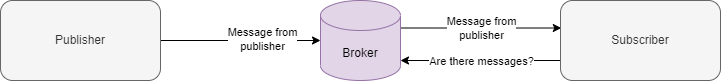 Publisher
Message from
publisher
Broker
Message from
publisher
Are there messages?
Subscriber